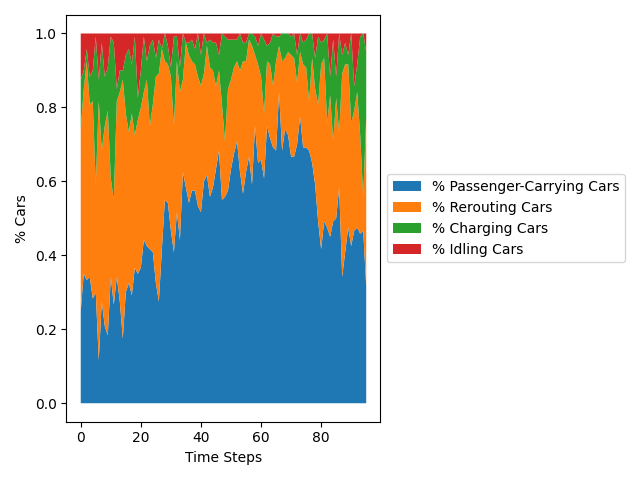 1.0
0.8
0.6
0.4
0.2
0.0
% Cars
0
20
40
60
80
Time Steps
% Passenger-Carrying Cars
% Rerouting Cars
% Charging Cars
% Idling Cars